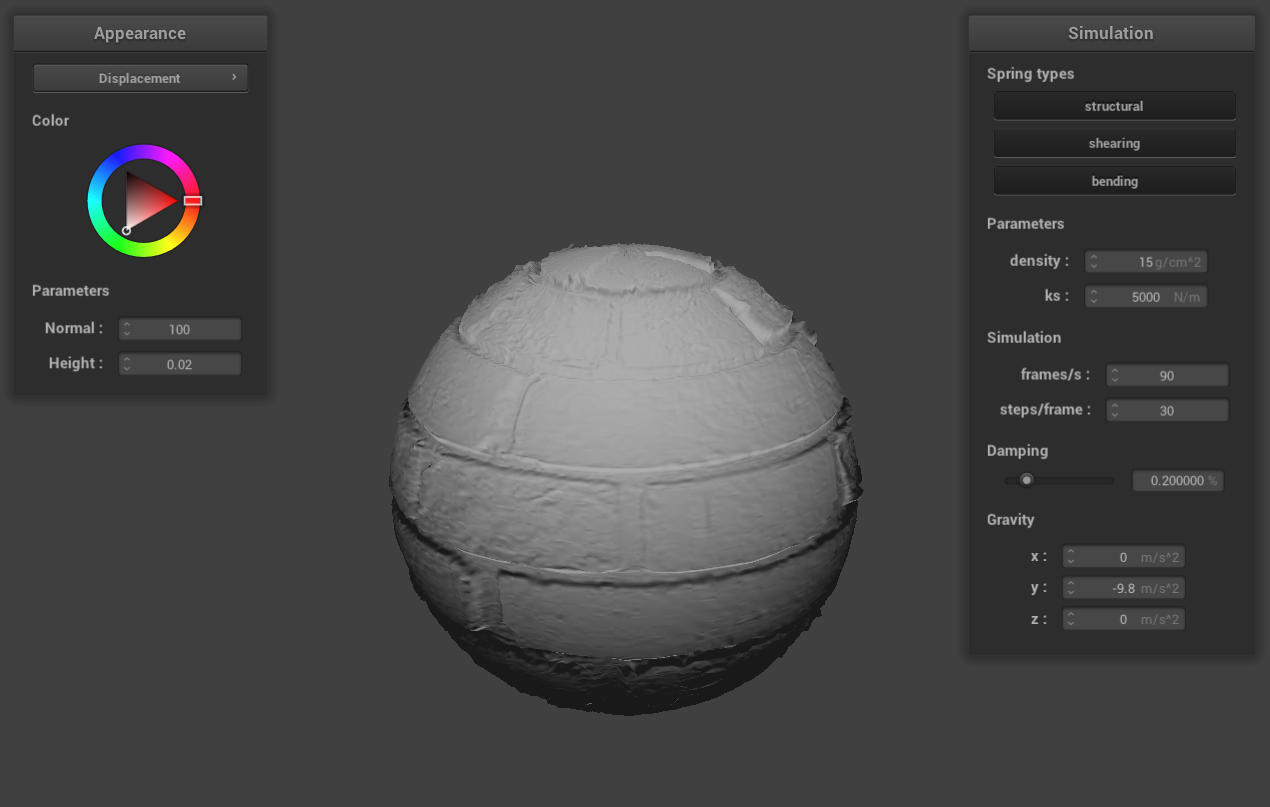 Appearance
Displacement
Color
Parameters
Normal : 100
Height : 0.02
Simulation
Spring types
structural
shearing
bending
Parameters
density : 15 g/cm^2
ks : 5000 N/m
Simulation
frames/s : 90
steps/frame : 30
Damping
0.200000 %
Gravity
x : 0 m/s^2
y : -9.8 m/s^2
z : 0 m/s^2